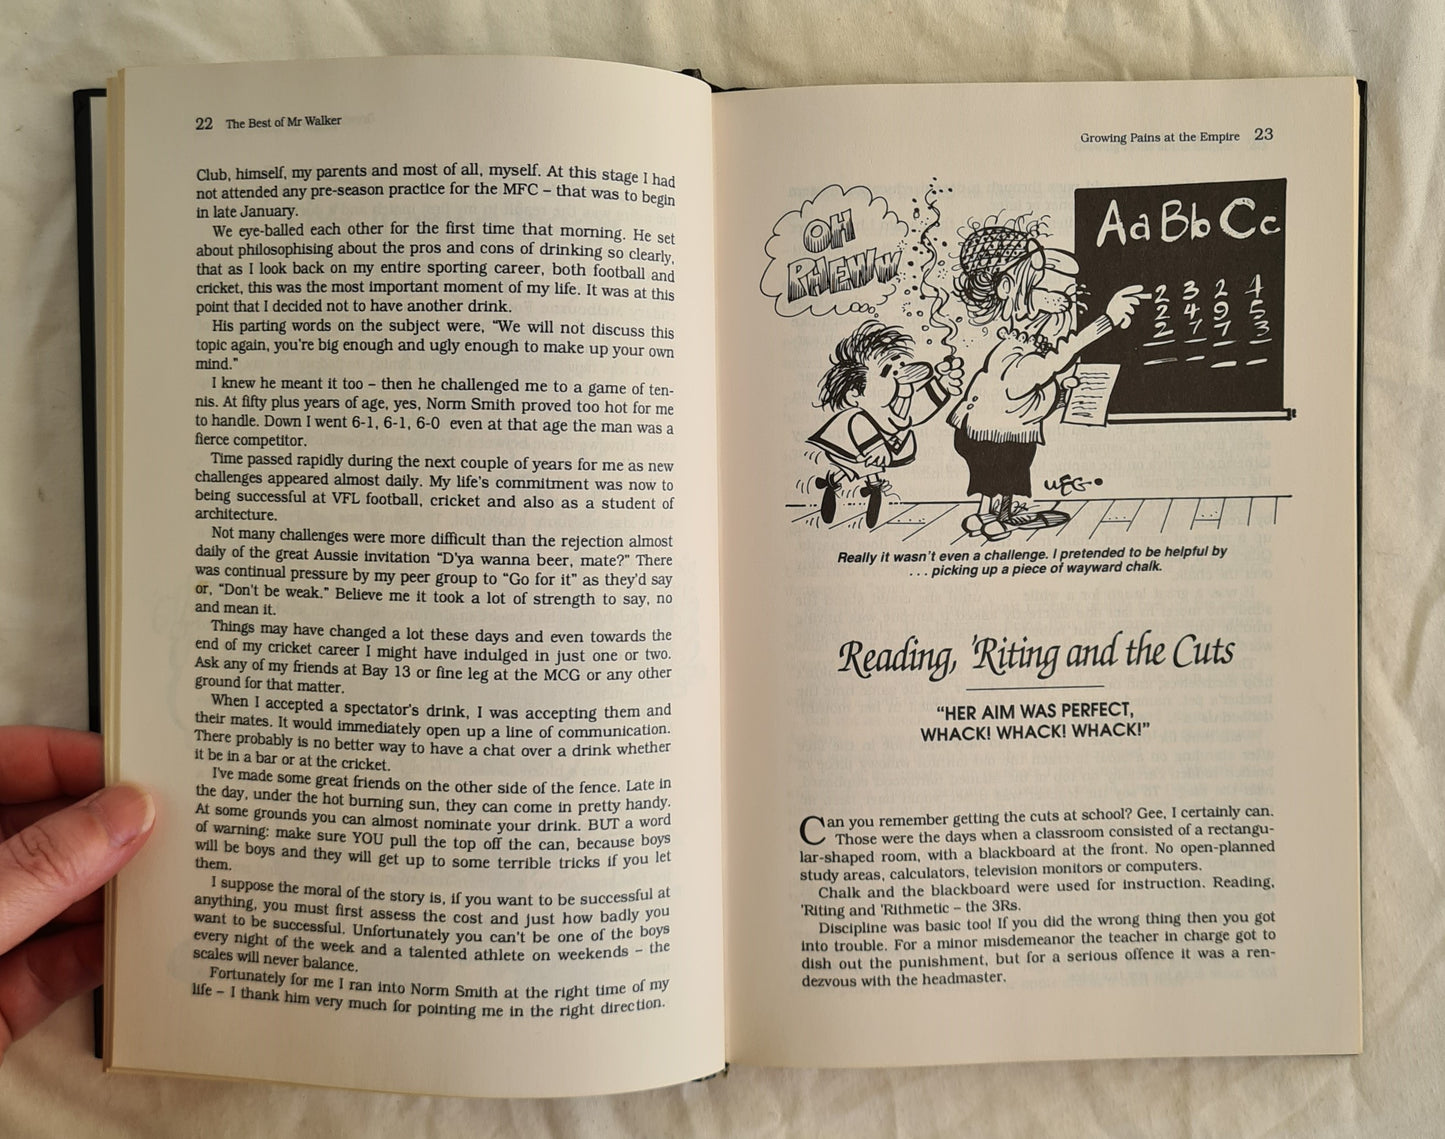 22 The Best of Mr Walker
Club, himself, my parents and most of all, myself. At this stage I had
not attended any pre-season practice for the MFC – that was to begin
in late January.
We eye-balled each other for the first time that morning. He set
about philosophising about the pros and cons of drinking so clearly,
that as I look back on my entire sporting career, both football and
cricket, this was the most important moment of my life. It was at this
point that I decided not to have another drink.
His parting words on the subject were, “We will not discuss this
topic again, you're big enough and ugly enough to make up your own
mind.”
I knew he meant it too – then he challenged me to a game of ten-
nis. At fifty plus years of age, yes, Norm Smith proved too hot for me
to handle. Down I went 6-1, 6-1, 6-0 even at that age the man was a
fierce competitor.
Time passed rapidly during the next couple of years for me as new
challenges appeared almost daily. My life's commitment was now to
being successful at VFL football, cricket and also as a student of
architecture.
Not many challenges were more difficult than the rejection almost
daily of the great Aussie invitation “D'ya wanna beer, mate?” There
was continual pressure by my peer group to “Go for it” as they'd say
or, “Don't be weak.” Believe me it took a lot of strength to say, no
and mean it.
Things may have changed a lot these days and even towards the
end of my cricket career I might have indulged in just one or two.
Ask any of my friends at Bay 13 or fine leg at the MCG or any other
ground for that matter.
When I accepted a spectator's drink, I was accepting them and
their mates. It would immediately open up a line of communication.
There probably is no better way to have a chat over a drink whether
it be in a bar or at the cricket.
I've made some great friends on the other side of the fence. Late in
the day, under the hot burning sun, they can come in pretty handy.
At some grounds you can almost nominate your drink. BUT a word
of warning: make sure YOU pull the top off the can, because boys
will be boys and they will get up to some terrible tricks if you let
them.
I suppose the moral of the story is, if you want to be successful at
anything, you must first assess the cost and just how badly you
want to be successful. Unfortunately you can't be one of the boys
every night of the week and a talented athlete on weekends – the
scales will never balance.
Fortunately for me I ran into Norm Smith at the right time of my
life – I thank him very much for pointing me in the right direction.
Growing Pains at the Empire 23
OH
PHEWW
Aa Bb Cc
2 3 2 4
2 4 9 5
2 1 7 3
WEG
Really it wasn't even a challenge. I pretended to be helpful by
. . . picking up a piece of wayward chalk.
Reading, 'Riting and the Cuts
“HER AIM WAS PERFECT,
WHACK! WHACK! WHACK!”
Can you remember getting the cuts at school? Gee, I certainly can.
Those were the days when a classroom consisted of a rectangu-
lar-shaped room, with a blackboard at the front. No open-planned
study areas, calculators, television monitors or computers.
Chalk and the blackboard were used for instruction. Reading,
'Riting and 'Rithmetic – the 3Rs.
Discipline was basic too! If you did the wrong thing then you got
into trouble. For a minor misdemeanor the teacher in charge got to
dish out the punishment, but for a serious offence it was a ren-
dezvous with the headmaster.